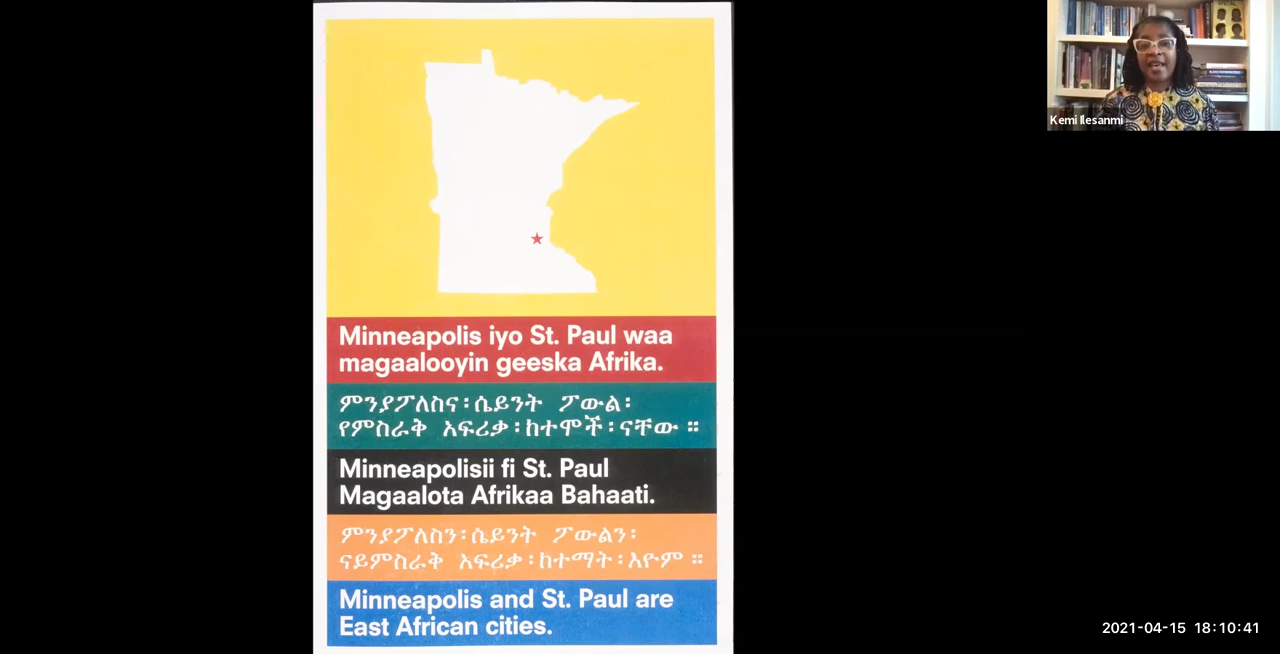 Minneapolis iyo St. Paul waa
magaalooyin geeska Afrika.
ምንያፖለስና፡ሴይንት ፖውል፡
የምስራቅ አፍሪቃ፡ከተሞች፡ናቸው ፡፡
Minneapolisii fi St. Paul
Magaalota Afrikaa Bahaati.
ምንያፖለስን፡ሴይንት ፖውልን፡
ናይምስራቅ አፍሪቃ፡ከተማት፡እዮም ፡፡
Minneapolis and St. Paul are
East African cities.
Kemi Ilesanmi
2021-04-15 18:10:41